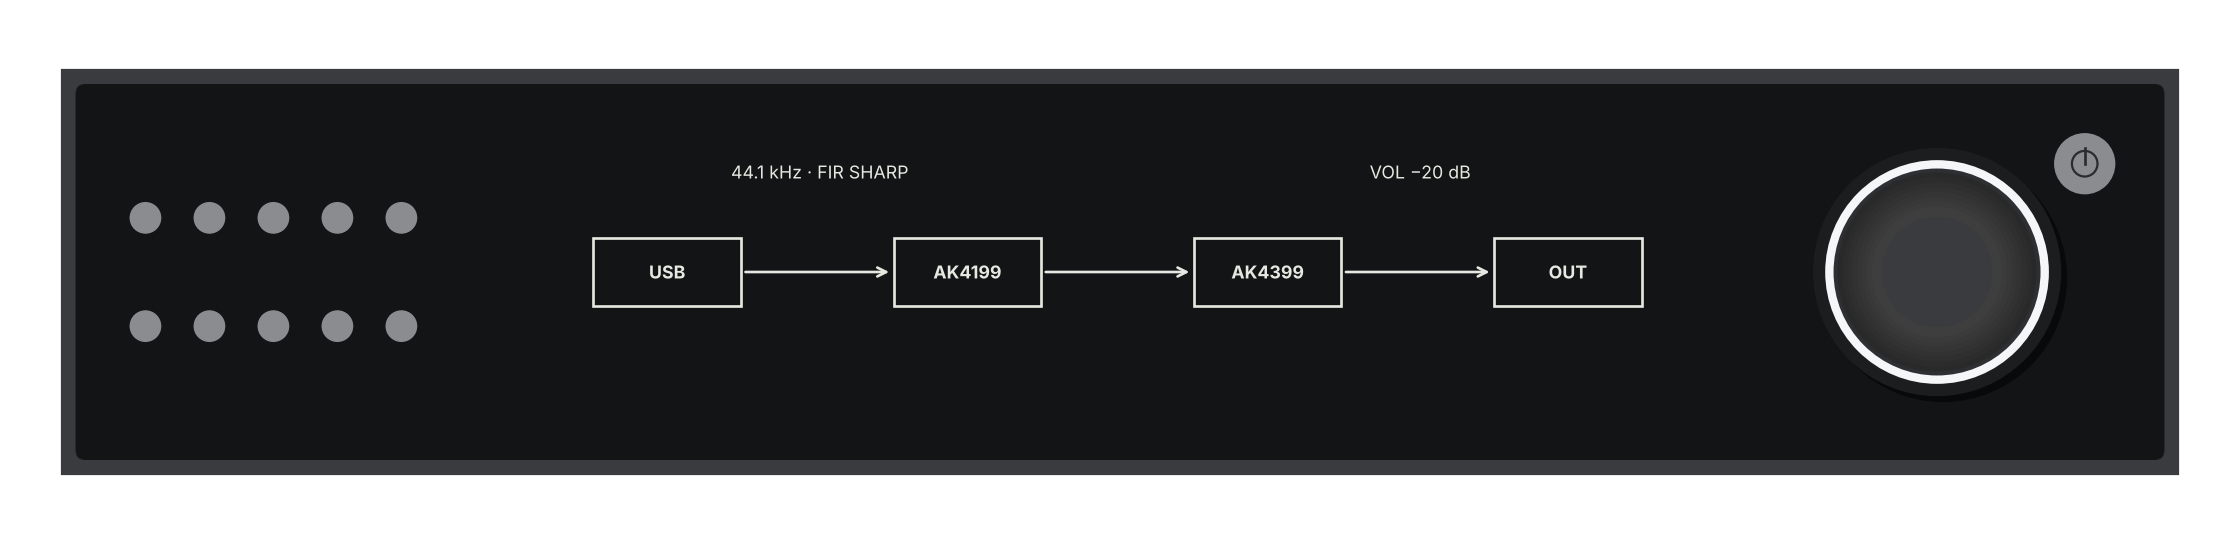 44.1 kHz · FIR SHARP
VOL −20 dB
USB
AK4199
AK4399
OUT